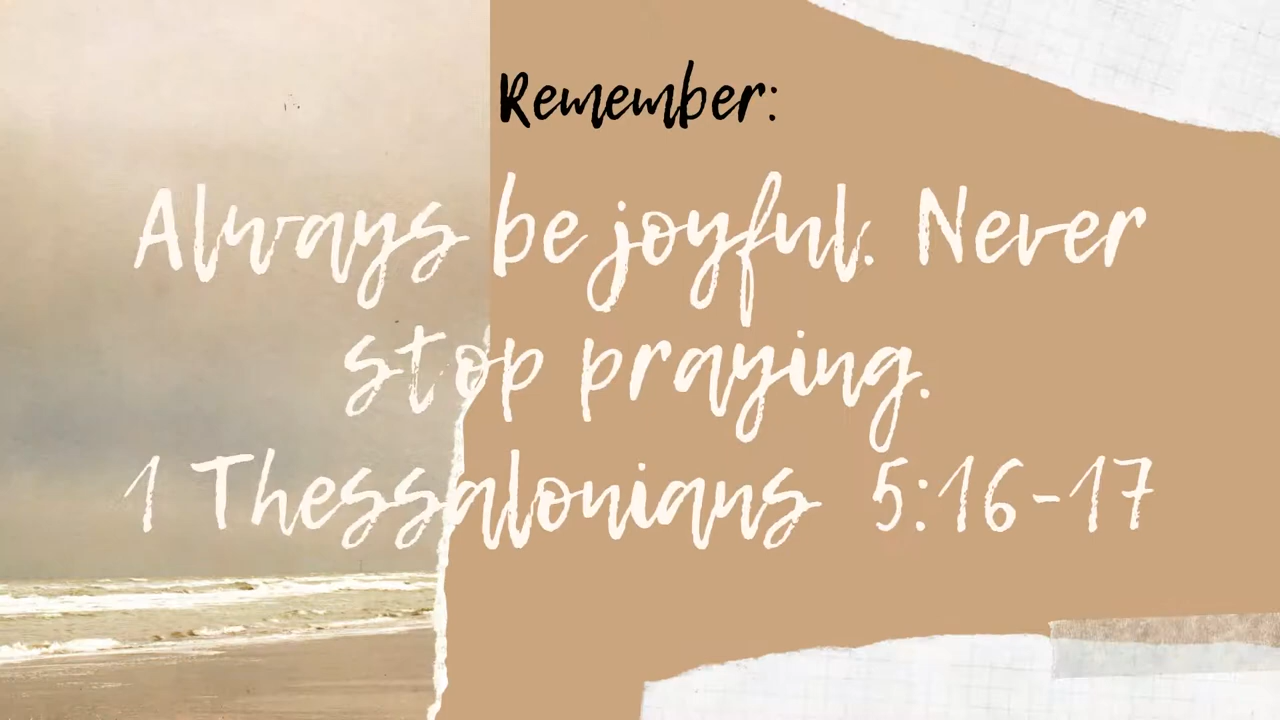 Remember:
Always be joyful. Never
stop praying.
1 Thessalonians 5:16-17